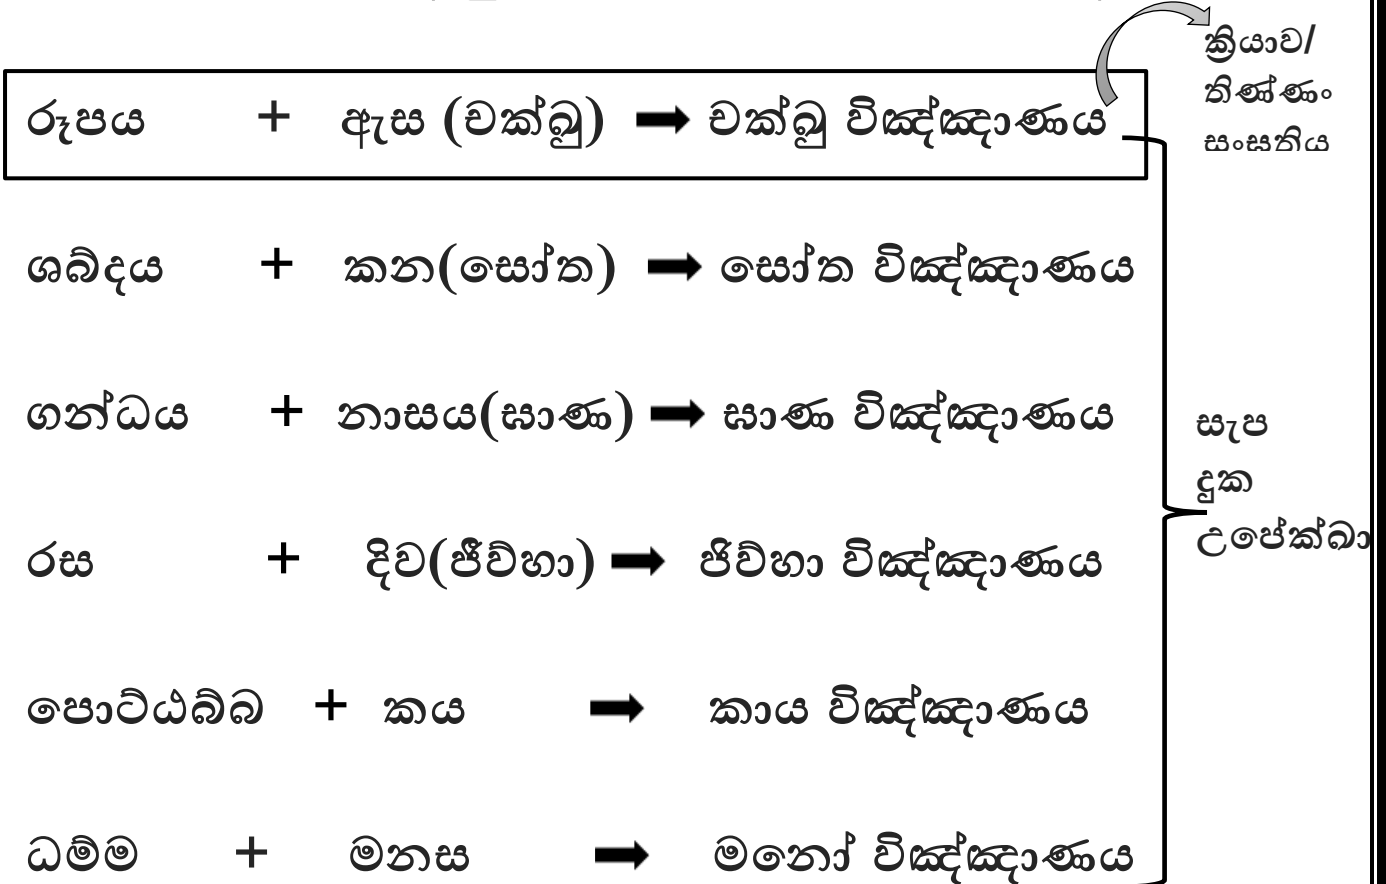 ක්‍රියාව/
තිණ්ණං
සංඝතිය
රූපය + ඇස (චක්ඛු) ➡ චක්ඛු විඤ්ඤාණය
ශබ්දය + කන(සෝත) ➡ සෝත විඤ්ඤාණය
ගන්ධය + නාසය(ඝාණ) ➡ ඝාණ විඤ්ඤාණය
සැප
දුක
උපේක්ඛා
රස + දිව(ජීව්හා) ➡ ජිව්හා විඤ්ඤාණය
පොට්ඨබ්බ + කය ➡ කාය විඤ්ඤාණය
ධම්ම + මනස ➡ මනෝ විඤ්ඤාණය